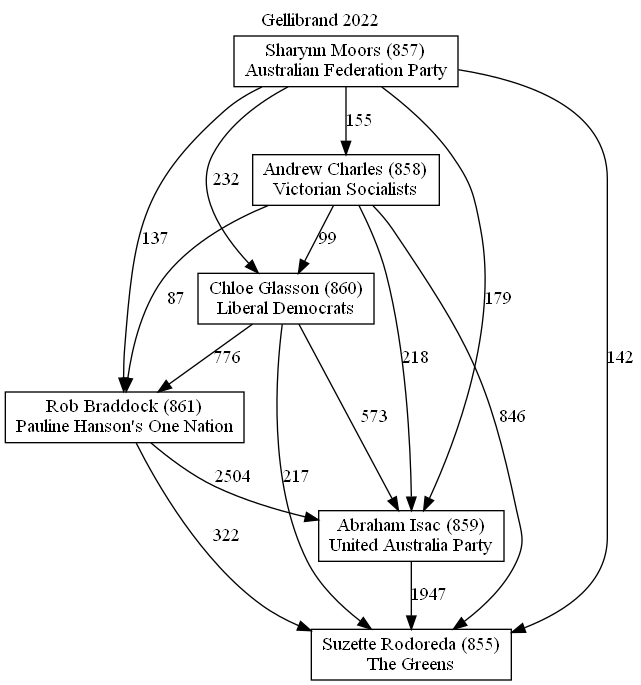 Gellibrand 2022
Sharynn Moors (857)
Australian Federation Party
155
Andrew Charles (858)
Victorian Socialists
232
137
99
179
87
Chloe Glasson (860)
Liberal Democrats
776
218
142
573
846
Rob Braddock (861)
Pauline Hanson's One Nation
2504
217
322
Abraham Isac (859)
United Australia Party
1947
Suzette Rodoreda (855)
The Greens